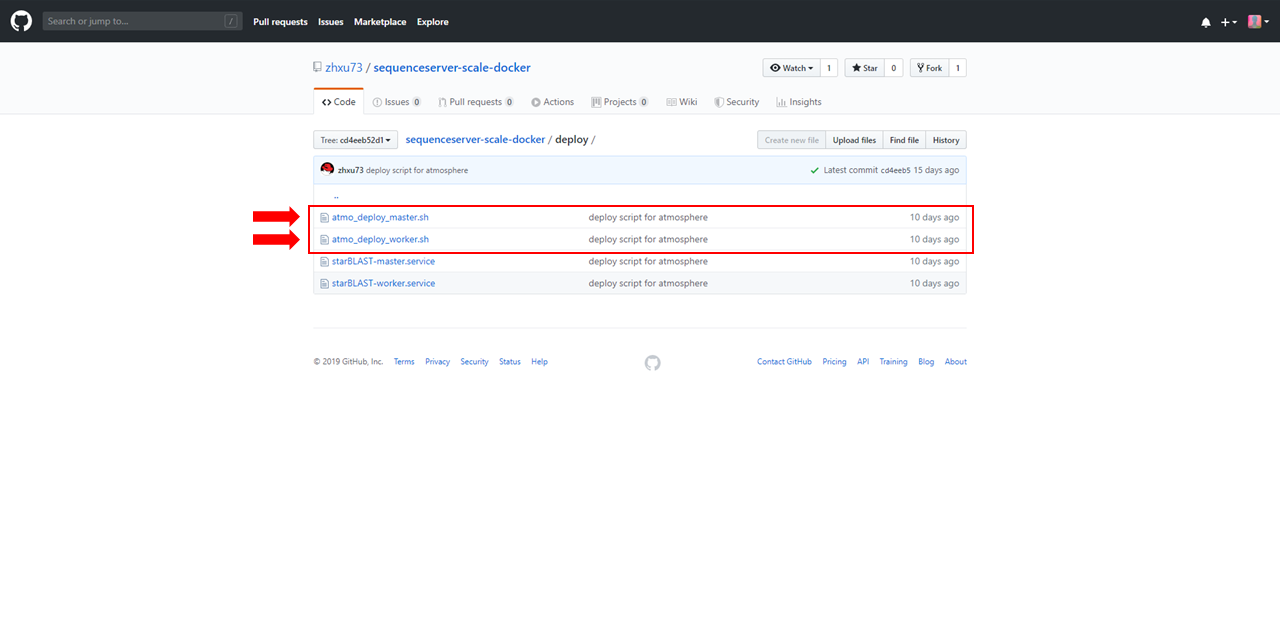 Search or jump to... / Pull requests Issues Marketplace Explore
zhxu73 / sequenceserver-scale-docker Watch 1 Star 0 Fork 1
Code Issues 0 Pull requests 0 Actions Projects 0 Wiki Security Insights
Tree: cd4eeb52d1 sequenceserver-scale-docker / deploy / Create new file Upload files Find file History
zhxu73 deploy script for atmosphere Latest commit cd4eeb5 15 days ago
..
atmo_deploy_master.sh deploy script for atmosphere 10 days ago
atmo_deploy_worker.sh deploy script for atmosphere 10 days ago
starBLAST-master.service deploy script for atmosphere 10 days ago
starBLAST-worker.service deploy script for atmosphere 10 days ago
© 2019 GitHub, Inc. Terms Privacy Security Status Help Contact GitHub Pricing API Training Blog About